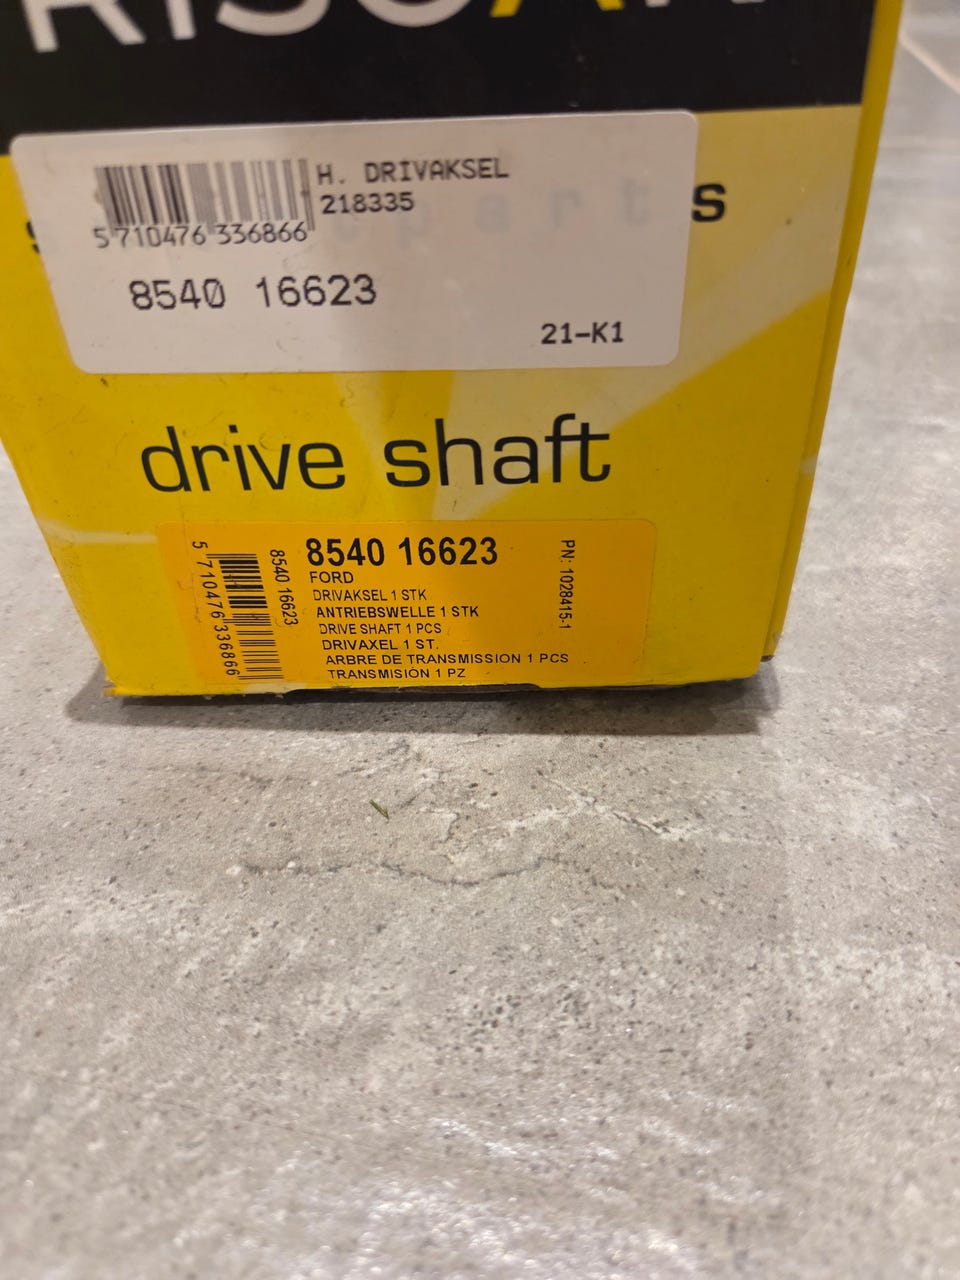 H. DRIVAKSEL
218335
5 710476 336866
8540 16623
21-K1
drive shaft
8540 16623
FORD
DRIVAKSEL 1 STK
ANTRIEBSWELLE 1 STK
DRIVE SHAFT 1 PCS
DRIVAXEL 1 ST.
ARBRE DE TRANSMISSION 1 PCS
TRANSMISIÓN 1 PZ
5 710476 336866
8540 16623
PN: 1028415-1